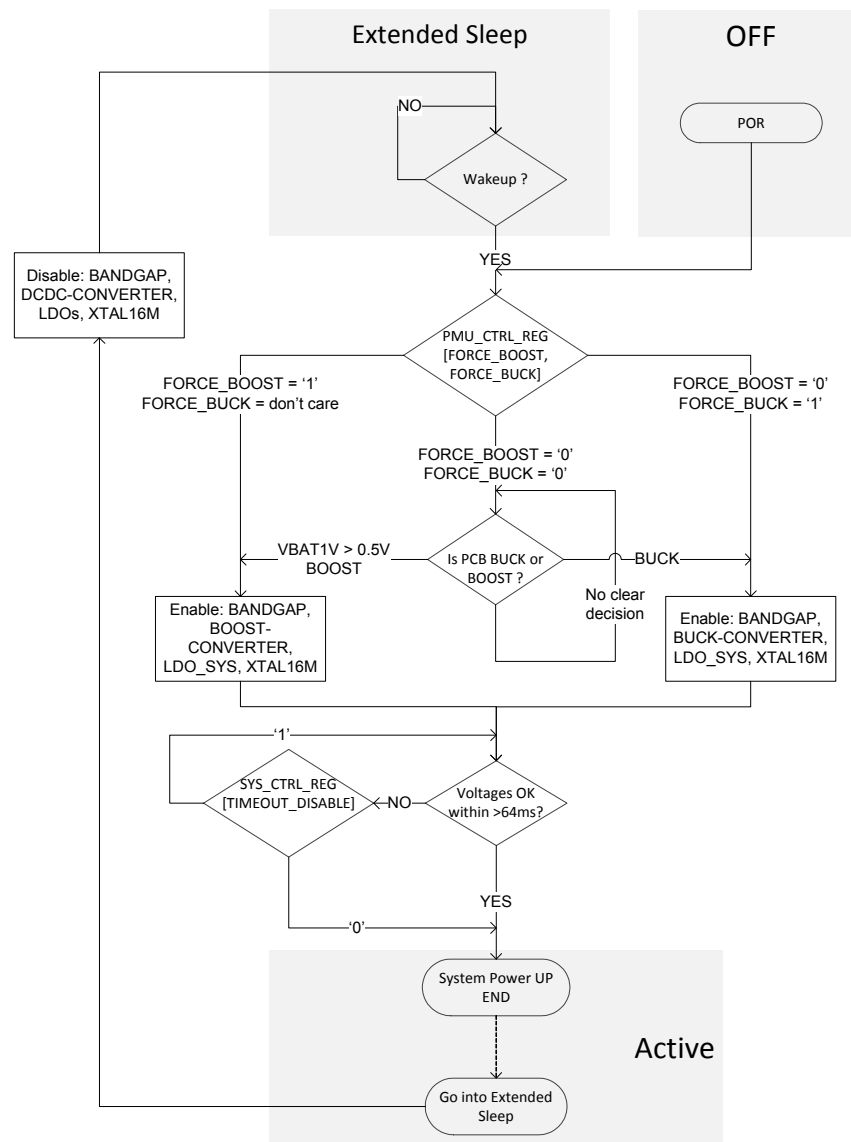 Extended Sleep
OFF
POR
NO
Wakeup ?
YES
Disable: BANDGAP,
DCDC-CONVERTER,
LDOs, XTAL16M
PMU_CTRL_REG
[FORCE_BOOST,
FORCE_BUCK]
FORCE_BOOST = ‘1’
FORCE_BUCK = don’t care
FORCE_BOOST = ‘0’
FORCE_BUCK = ‘1’
FORCE_BOOST = ‘0’
FORCE_BUCK = ‘0’
VBAT1V > 0.5V
BOOST
Is PCB BUCK or
BOOST ?
BUCK
No clear
decision
Enable: BANDGAP,
BOOST-
CONVERTER,
LDO_SYS, XTAL16M
Enable: BANDGAP,
BUCK-CONVERTER,
LDO_SYS, XTAL16M
‘1’
SYS_CTRL_REG
[TIMEOUT_DISABLE]
NO
Voltages OK
within >64ms?
YES
‘0’
System Power UP
END
Active
Go into Extended
Sleep